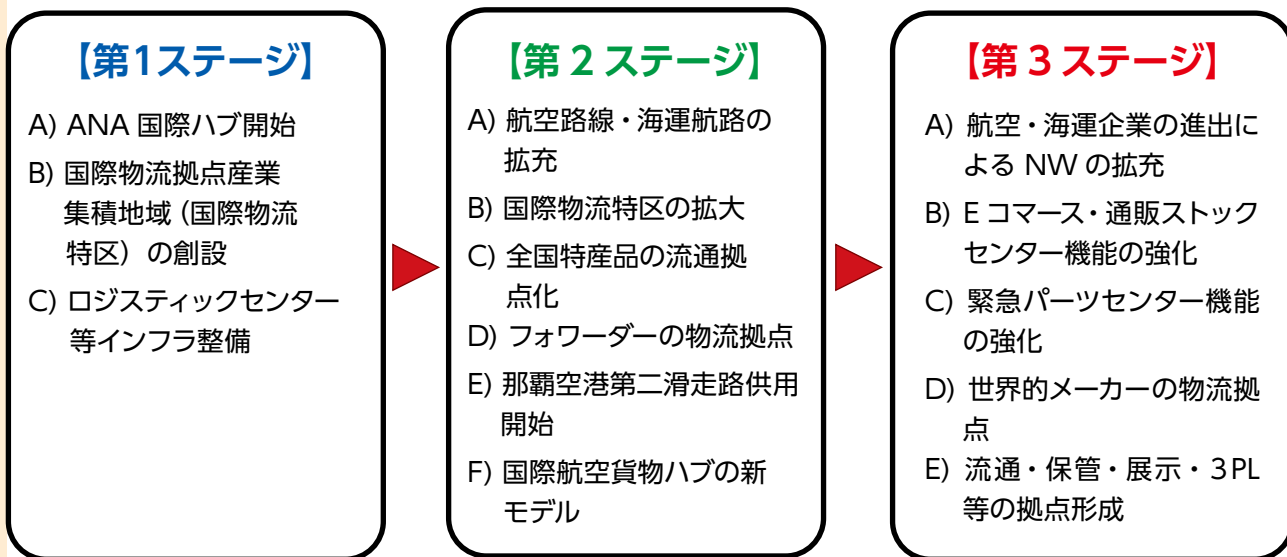 【第1ステージ】
A) ANA 国際ハブ開始
B) 国際物流拠点産業
集積地域（国際物流
特区）の創設
C) ロジスティックセンター
等インフラ整備
【第 2 ステージ】
A) 航空路線・海運航路の
拡充
B) 国際物流特区の拡大
C) 全国特産品の流通拠
点化
D) フォワーダーの物流拠点
E) 那覇空港第二滑走路供用
開始
F) 国際航空貨物ハブの新
モデル
【第 3 ステージ】
A) 航空・海運企業の進出に
よる NW の拡充
B) E コマース・通販ストック
センター機能の強化
C) 緊急パーツセンター機能
の強化
D) 世界的メーカーの物流拠
点
E) 流通・保管・展示・3PL
等の拠点形成